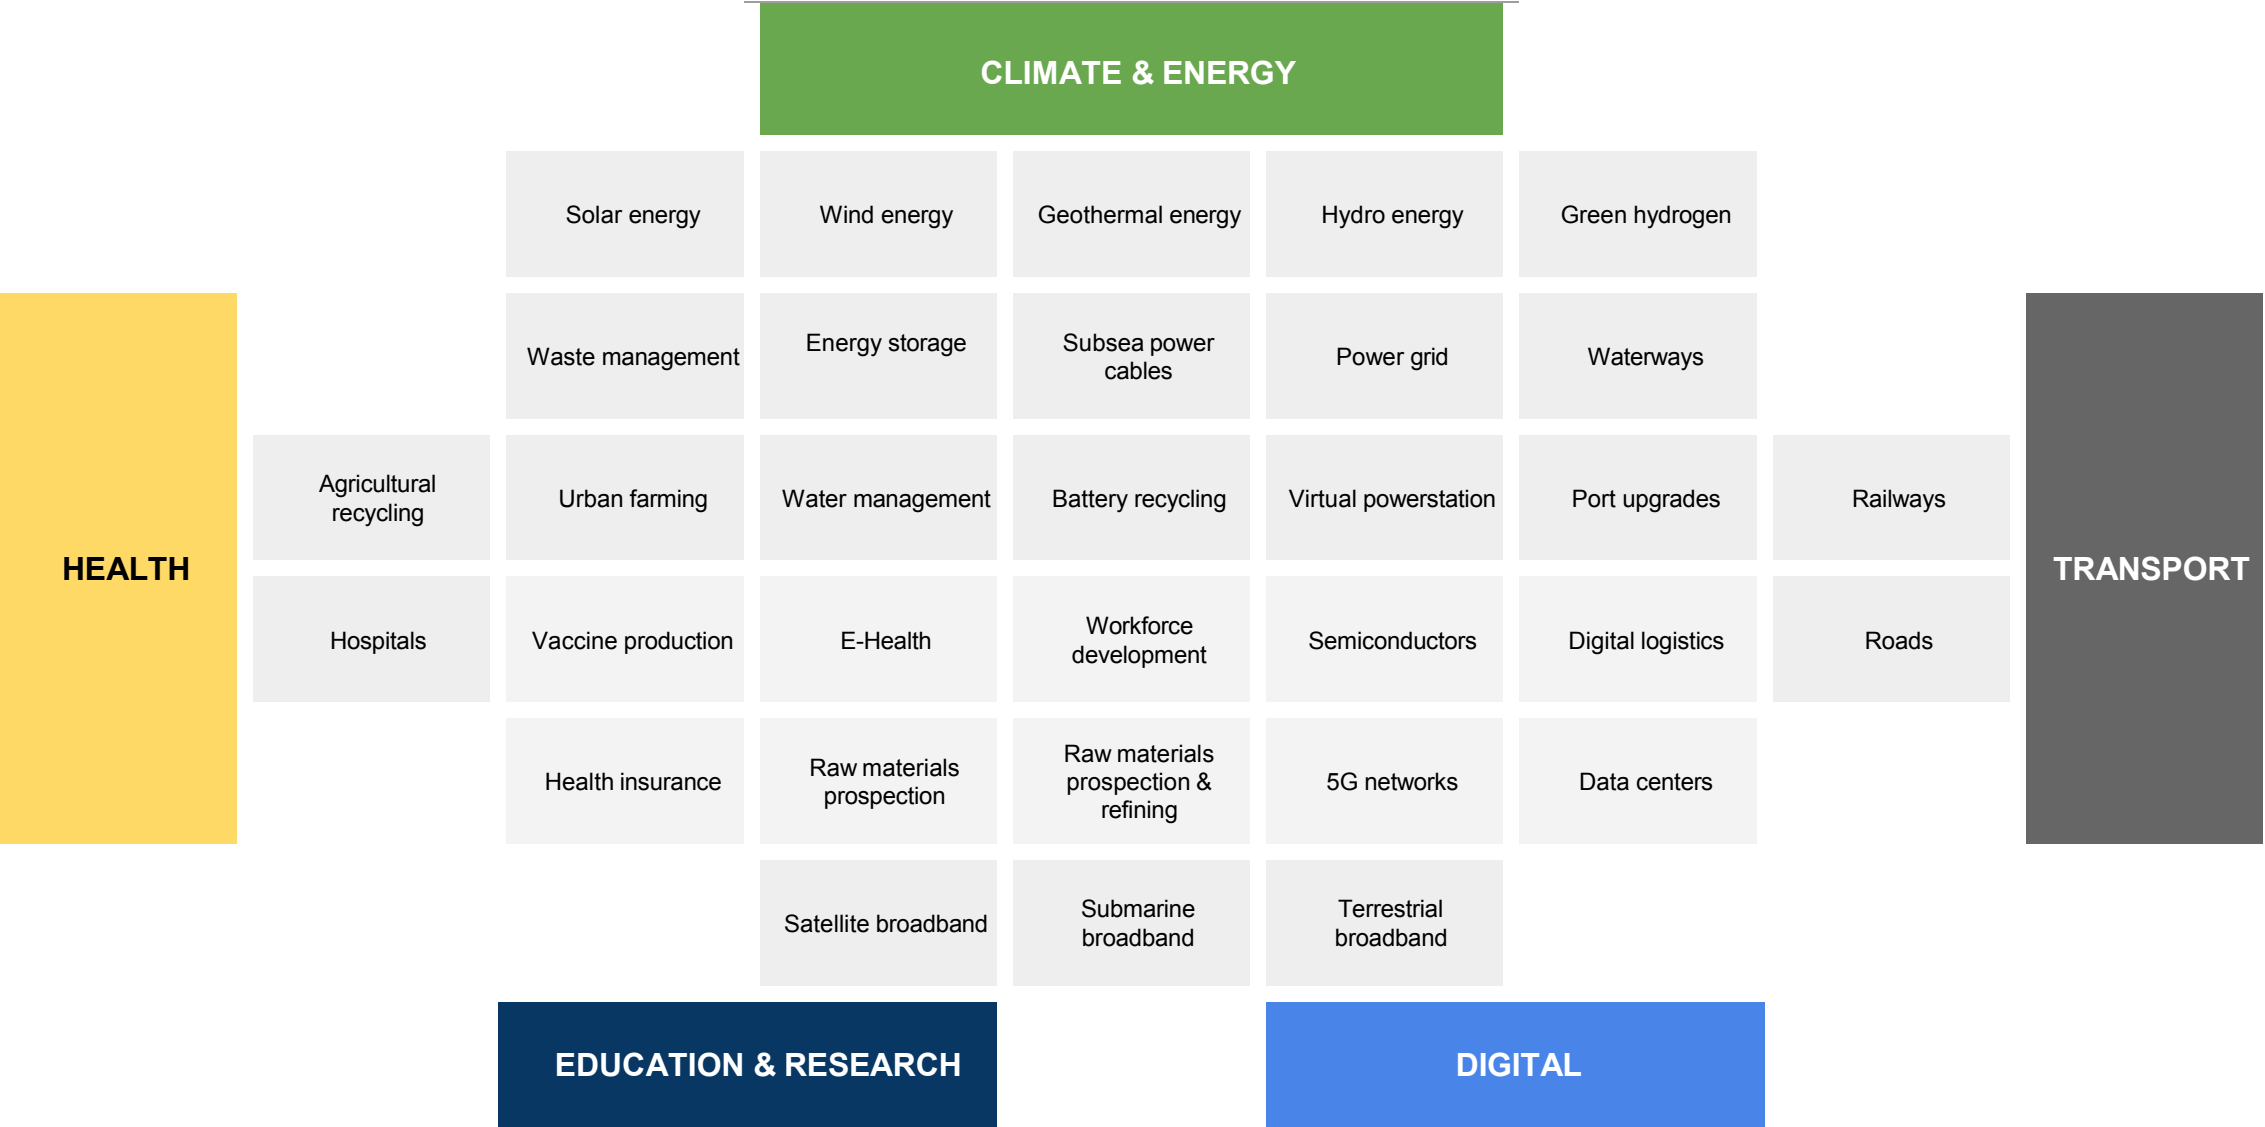 CLIMATE & ENERGY
Solar energy
Wind energy
Geothermal energy
Hydro energy
Green hydrogen
Waste management
Energy storage
Subsea power
cables
Power grid
Waterways
HEALTH
TRANSPORT
Agricultural
recycling
Urban farming
Water management
Battery recycling
Virtual powerstation
Port upgrades
Railways
Hospitals
Vaccine production
E-Health
Workforce
development
Semiconductors
Digital logistics
Roads
Health insurance
Raw materials
prospection
Raw materials
prospection &
refining
5G networks
Data centers
Satellite broadband
Submarine
broadband
Terrestrial
broadband
EDUCATION & RESEARCH
DIGITAL